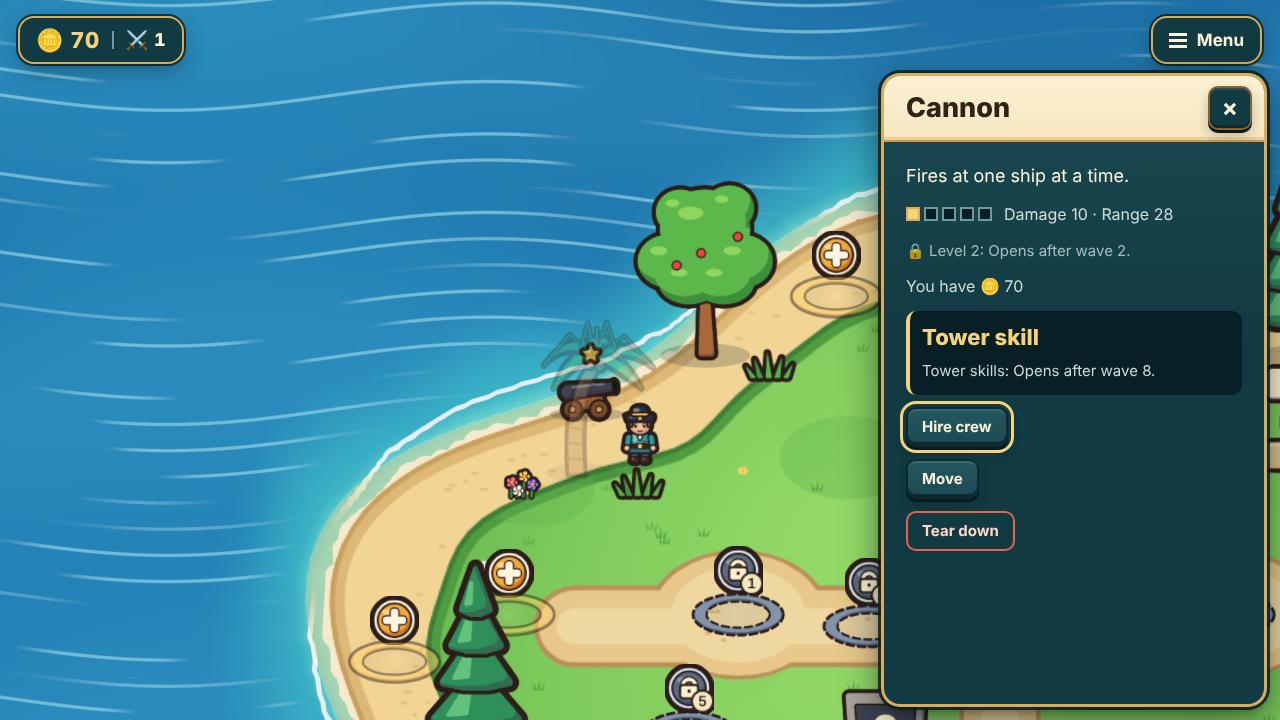 70 | 1
Menu
Cannon
Fires at one ship at a time.
Damage 10 · Range 28
Level 2: Opens after wave 2.
You have 70
Tower skill
Tower skills: Opens after wave 8.
Hire crew
Move
Tear down
1
5